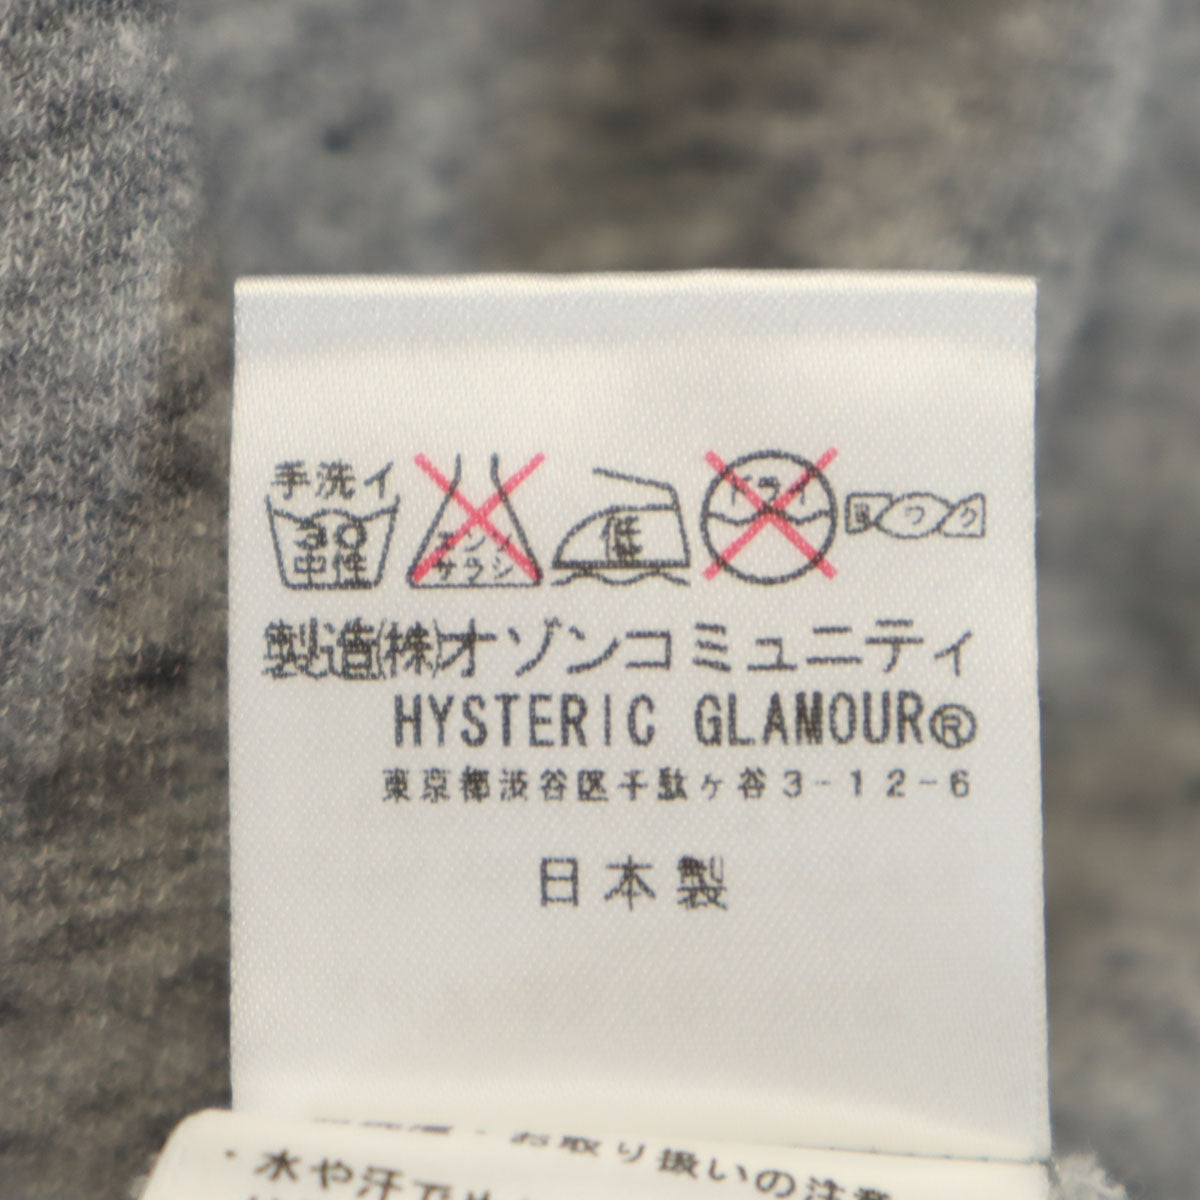 手洗イ
30 中性
エンソ サラシ
低
ドライ
ヨワク
製造(株)オゾンコミュニティ
HYSTERIC GLAMOUR®
東京都渋谷区千駄ヶ谷3-12-6
日本製
・お取り扱いの注意
・水や汗で